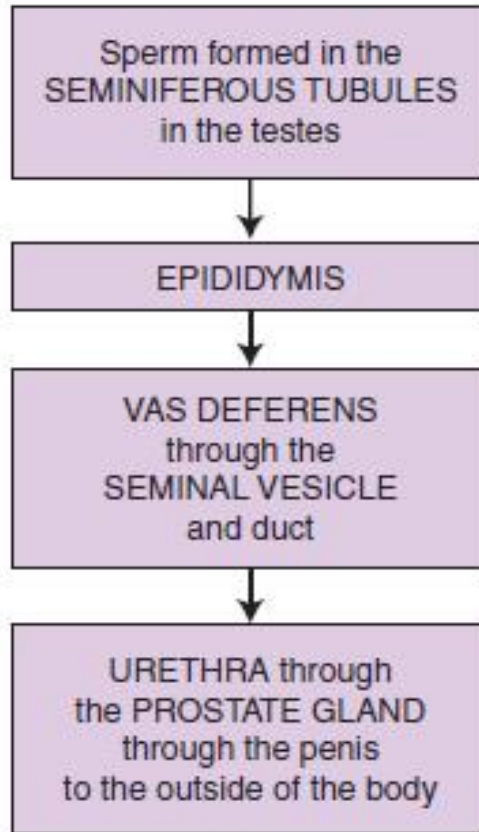 Sperm formed in the
SEMINIFEROUS TUBULES
in the testes
EPIDIDYMIS
VAS DEFERENS
through the
SEMINAL VESICLE
and duct
URETHRA through
the PROSTATE GLAND
through the penis
to the outside of the body